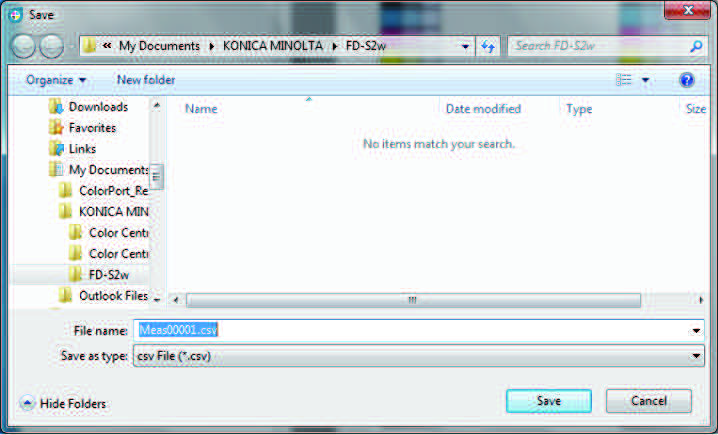 Save
« My Documents ▸ KONICA MINOLTA ▸ FD-S2w
Search FD-S2w
Organize
New folder
Name
Date modified
Type
Size
No items match your search.
Downloads
Favorites
Links
My Documents
ColorPort_Re
KONICA MIN
Color Centr
Color Centr
FD-S2w
Outlook Files
File name: Meas00001.csv
Save as type: csv File (*.csv)
Hide Folders
Save
Cancel